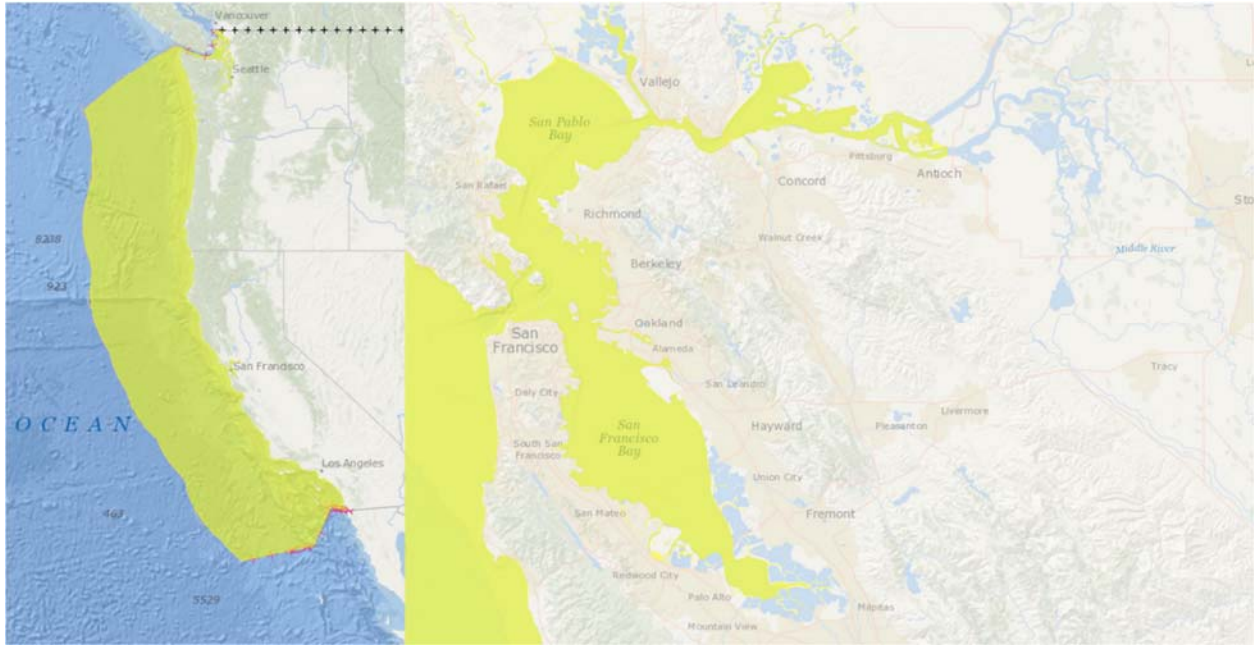 Vancouver
Seattle
8238
923
San Francisco
OCEAN
Los Angeles
463
5529
Vallejo
San Pablo
Bay
Pittsburg
Antioch
San Rafael
Concord
Richmond
Walnut Creek
Middle River
Berkeley
San
Francisco
Oakland
Alameda
Tracy
Daly City
San Leandro
Livermore
San
Francisco
Bay
Hayward
Pleasanton
South San
Francisco
Union City
San Mateo
Fremont
Redwood City
Palo Alto
Milpitas
Mountain View